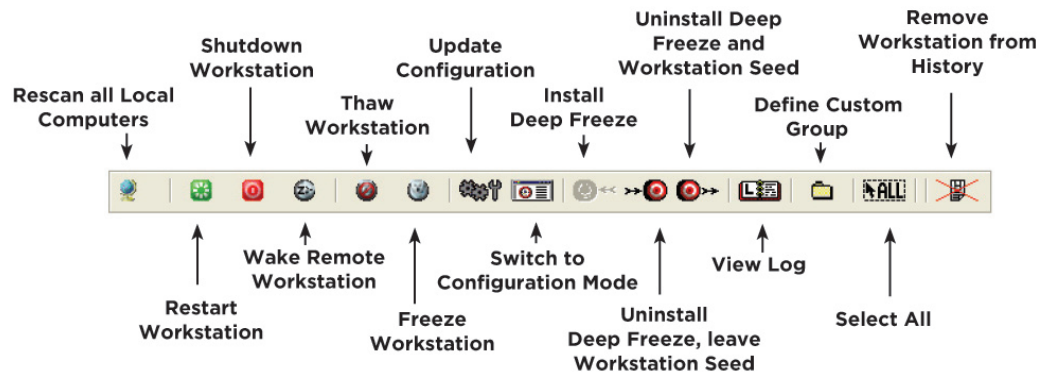 Rescan all Local
Computers
Shutdown
Workstation
Thaw
Workstation
Update
Configuration
Install
Deep Freeze
Uninstall Deep
Freeze and
Workstation Seed
Define Custom
Group
Remove
Workstation from
History
L
ALL
Restart
Workstation
Wake Remote
Workstation
Freeze
Workstation
Switch to
Configuration Mode
Uninstall
Deep Freeze, leave
Workstation Seed
View Log
Select All